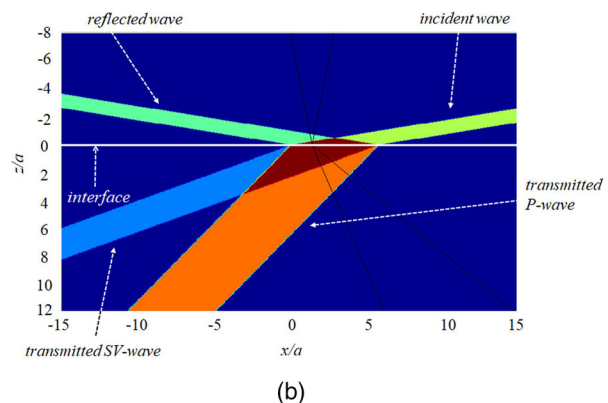 reflected wave
incident wave
-8
-6
-4
-2
0
2
4
6
8
10
12
z/a
interface
transmitted
P-wave
-15
-10
-5
0
5
10
15
transmitted SV-wave
x/a
(b)